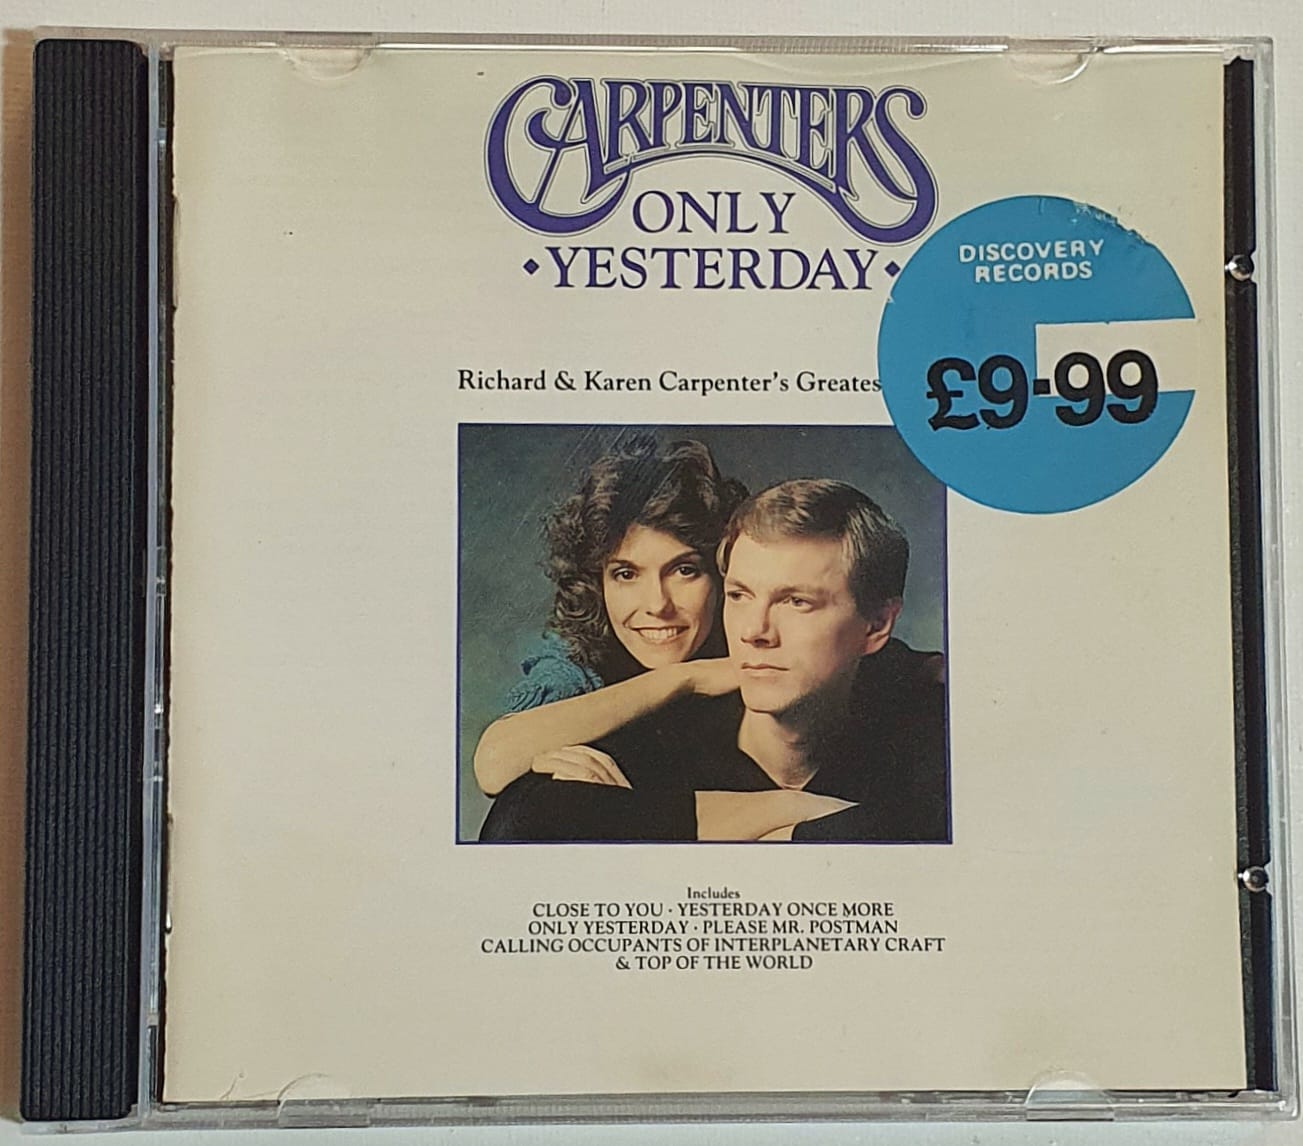 CARPENTERS
ONLY
·YESTERDAY·
DISCOVERY
RECORDS
£9-99
Richard & Karen Carpenter's Greates
Includes
CLOSE TO YOU · YESTERDAY ONCE MORE
ONLY YESTERDAY · PLEASE MR. POSTMAN
CALLING OCCUPANTS OF INTERPLANETARY CRAFT
& TOP OF THE WORLD